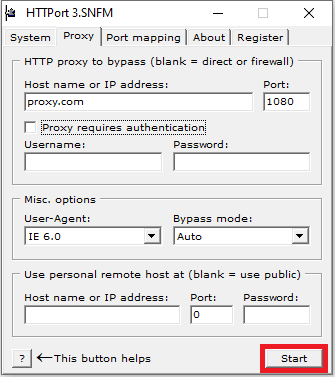 HTTPort 3.SNFM
System Proxy Port mapping About Register
HTTP proxy to bypass (blank = direct or firewall)
Host name or IP address: Port:
proxy.com 1080
Proxy requires authentication
Username: Password:
Misc. options
User-Agent: Bypass mode:
IE 6.0 Auto
Use personal remote host at (blank = use public)
Host name or IP address: Port: Password:
0
? ←This button helps Start